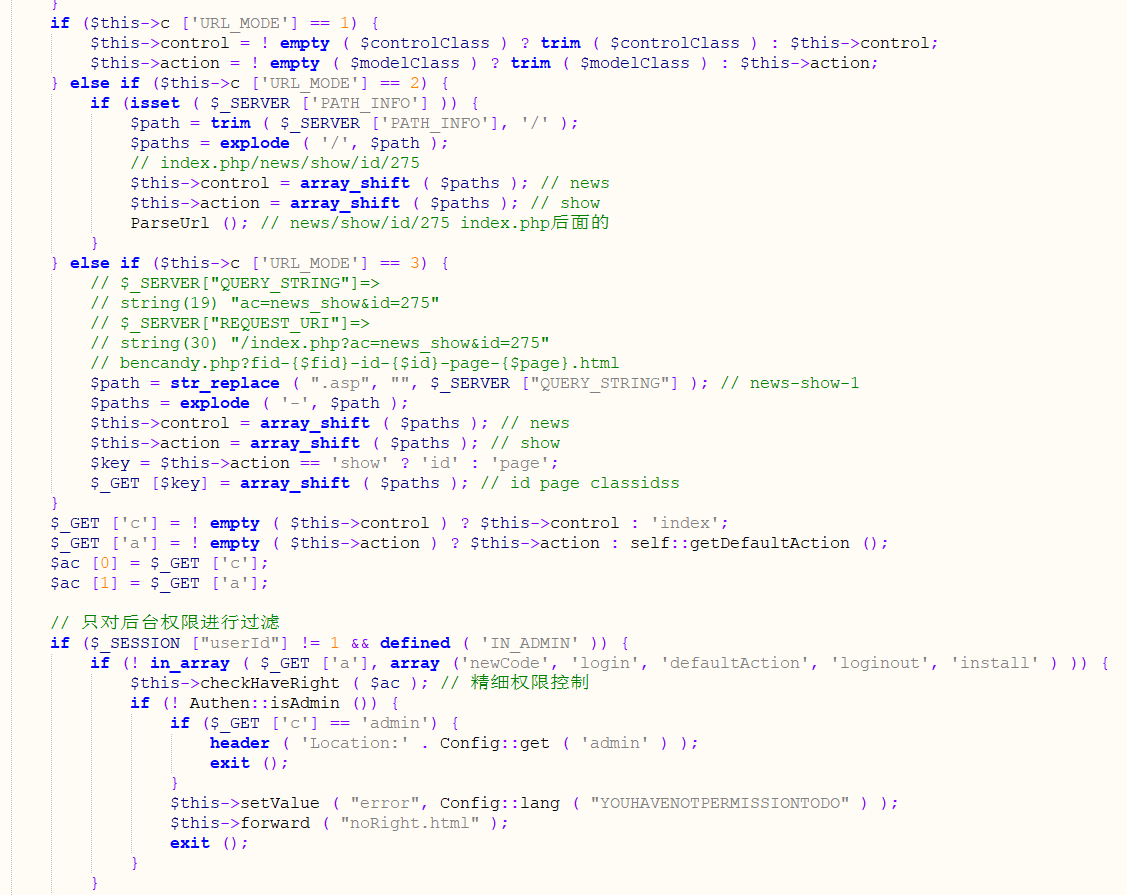 }
if ($this->c ['URL_MODE'] == 1) {
$this->control = ! empty ( $controlClass ) ? trim ( $controlClass ) : $this->control;
$this->action = ! empty ( $modelClass ) ? trim ( $modelClass ) : $this->action;
} else if ($this->c ['URL_MODE'] == 2) {
if (isset ( $_SERVER ['PATH_INFO'] )) {
$path = trim ( $_SERVER ['PATH_INFO'], '/' );
$paths = explode ( '/', $path );
// index.php/news/show/id/275
$this->control = array_shift ( $paths ); // news
$this->action = array_shift ( $paths ); // show
ParseUrl (); // news/show/id/275 index.php后面的
}
} else if ($this->c ['URL_MODE'] == 3) {
// $_SERVER["QUERY_STRING"]=>
// string(19) "ac=news_show&id=275"
// $_SERVER["REQUEST_URI"]=>
// string(30) "/index.php?ac=news_show&id=275"
// bencandy.php?fid-{$fid}-id-{$id}-page-{$page}.html
$path = str_replace ( ".asp", "", $_SERVER ["QUERY_STRING"] ); // news-show-1
$paths = explode ( '-', $path );
$this->control = array_shift ( $paths ); // news
$this->action = array_shift ( $paths ); // show
$key = $this->action == 'show' ? 'id' : 'page';
$_GET [$key] = array_shift ( $paths ); // id page classidss
}
$_GET ['c'] = ! empty ( $this->control ) ? $this->control : 'index';
$_GET ['a'] = ! empty ( $this->action ) ? $this->action : self::getDefaultAction ();
$ac [0] = $_GET ['c'];
$ac [1] = $_GET ['a'];
// 只对后台权限进行过滤
if ($_SESSION ["userId"] != 1 && defined ( 'IN_ADMIN' )) {
if (! in_array ( $_GET ['a'], array ('newCode', 'login', 'defaultAction', 'loginout', 'install' ) )) {
$this->checkHaveRight ( $ac ); // 精细权限控制
if (! Authen::isAdmin ()) {
if ($_GET ['c'] == 'admin') {
header ( 'Location:' . Config::get ( 'admin' ) );
exit ();
}
$this->setValue ( "error", Config::lang ( "YOUHAVENOTPERMISSIONTODO" ) );
$this->forward ( "noRight.html" );
exit ();
}
}